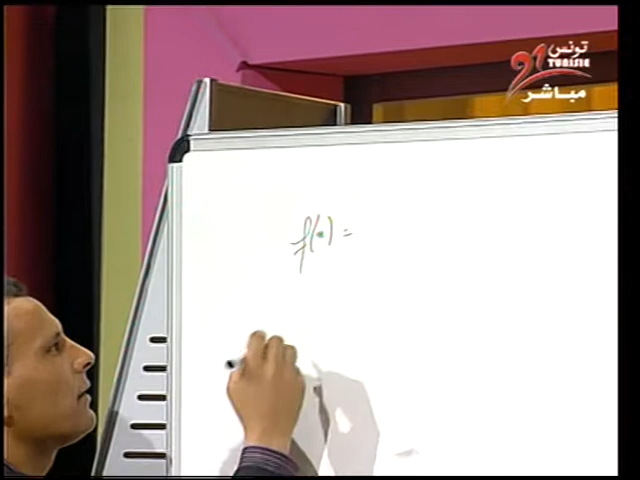 تونس 21
TUNISIE
مباشر
f(x) =